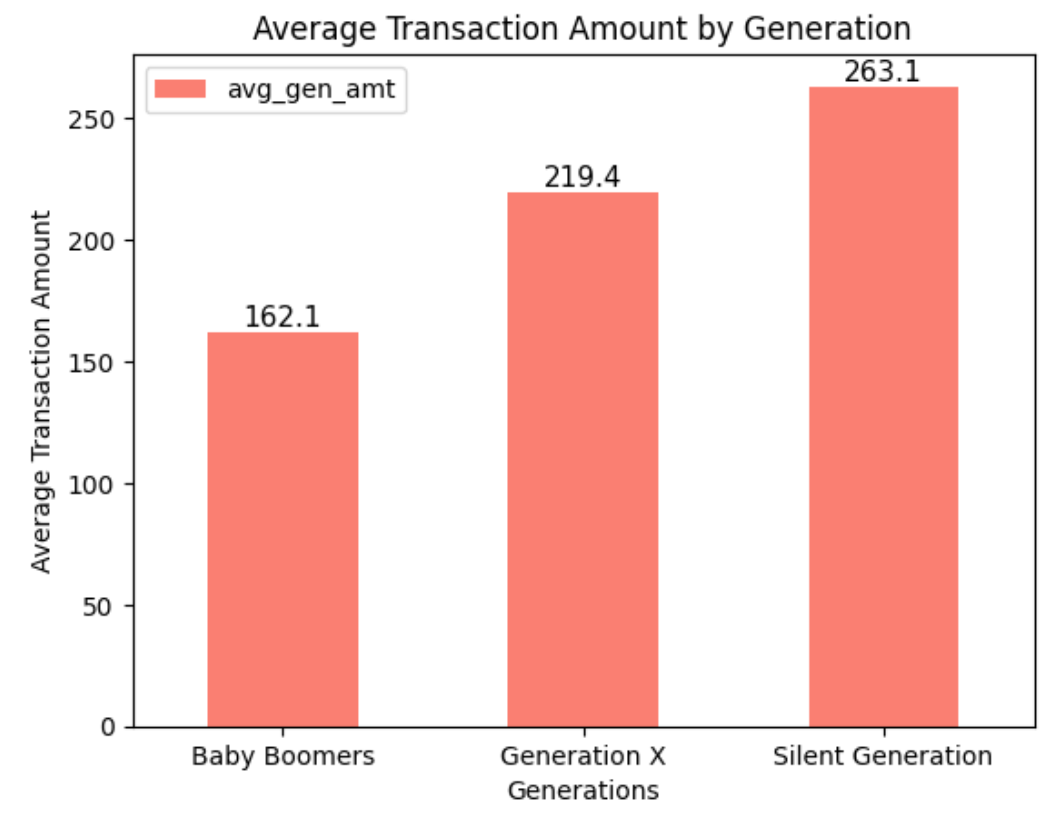 Average Transaction Amount by Generation
avg_gen_amt
263.1
219.4
162.1
Average Transaction Amount
250
200
150
100
50
0
Baby Boomers
Generation X
Silent Generation
Generations